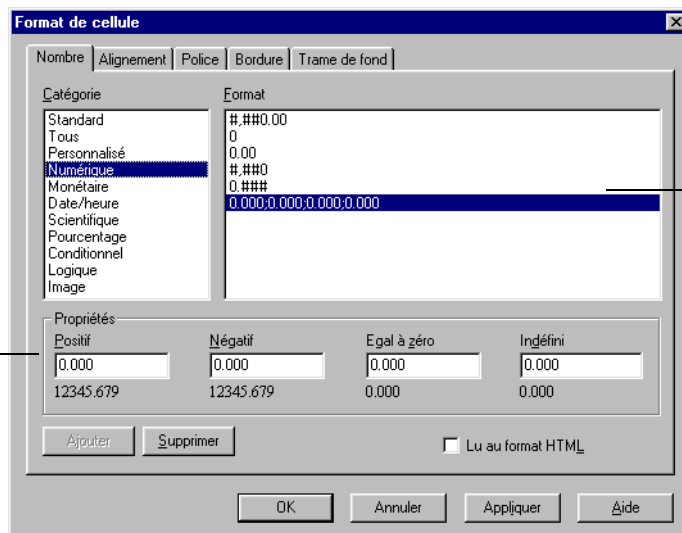 Format de cellule
Nombre Alignement Police Bordure Trame de fond
Catégorie
Standard
Tous
Personnalisé
Numérique
Monétaire
Date/heure
Scientifique
Pourcentage
Conditionnel
Logique
Image
Format
#,##0.00
0
0.00
#,##0
0.###
0.000;0.000;0.000;0.000
Propriétés
Positif Négatif Egal à zéro Indéfini
0.000 0.000 0.000 0.000
12345.679 12345.679 0.000 0.000
Ajouter Supprimer Lu au format HTML
OK Annuler Appliquer Aide